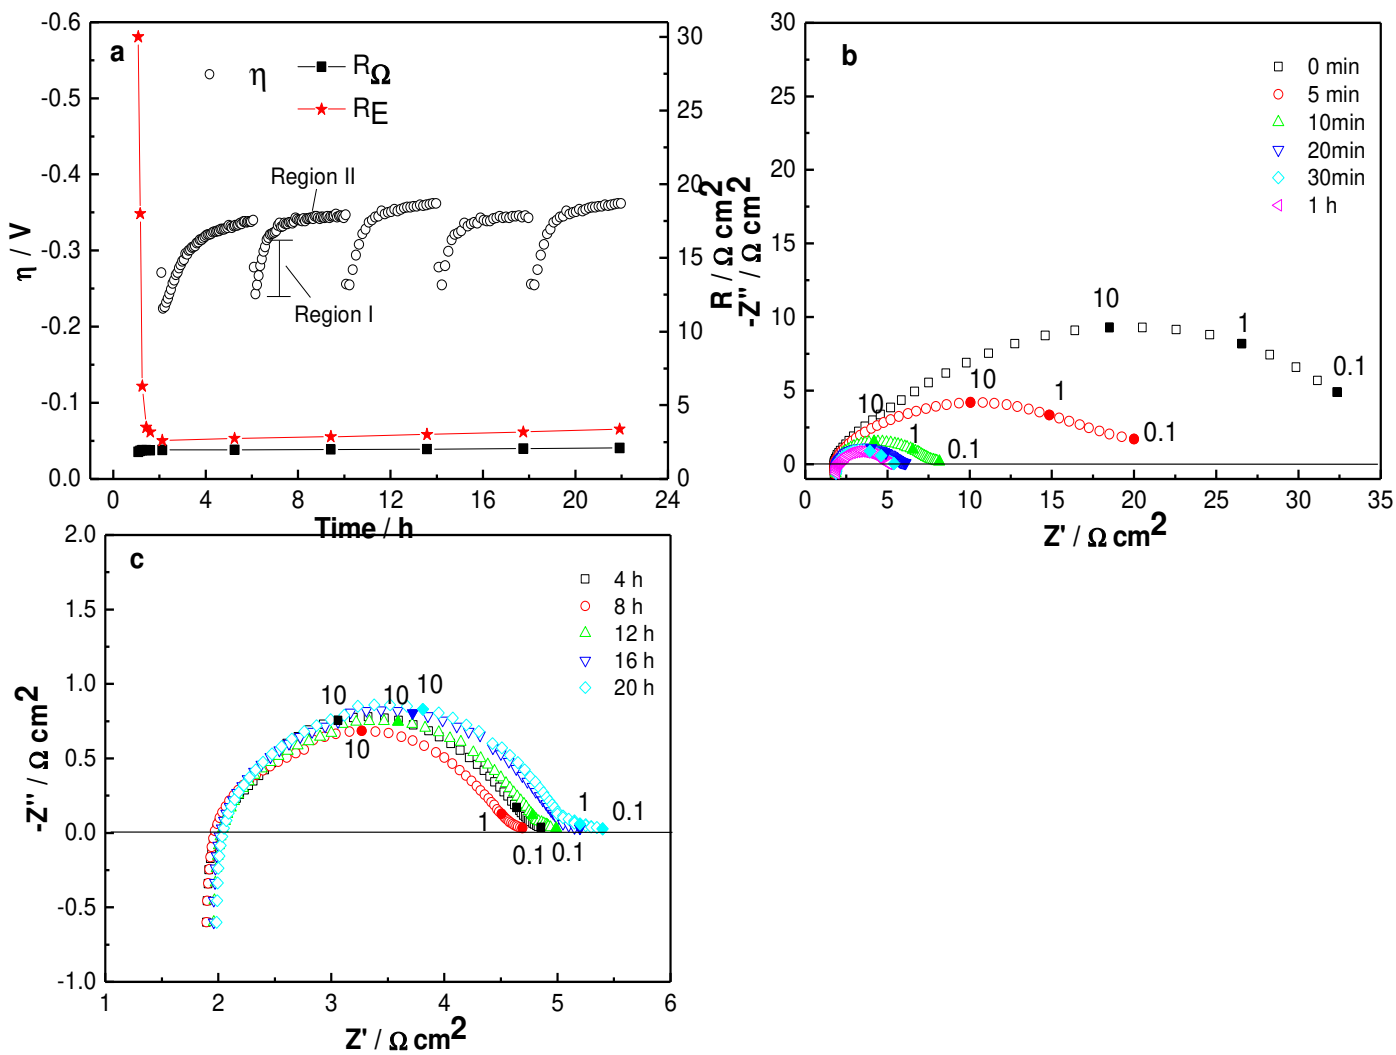 a
η
RΩ
RE
Region II
Region I
-0.6
-0.5
-0.4
-0.3
-0.2
-0.1
0.0
η / V
0
4
8
12
16
20
24
Time / h
30
25
20
15
10
5
0
R / Ω cm2
b
0 min
5 min
10min
20min
30min
1 h
10
1
0.1
10
1
0.1
10
1
0.1
30
25
20
15
10
5
0
-Z'' / Ω cm2
0
5
10
15
20
25
30
35
Z' / Ω cm2
c
4 h
8 h
12 h
16 h
20 h
10
10
10
10
1
0.1
0.1
1
0.1
2.0
1.5
1.0
0.5
0.0
-0.5
-1.0
-Z'' / Ω cm2
1
2
3
4
5
6
Z' / Ω cm2